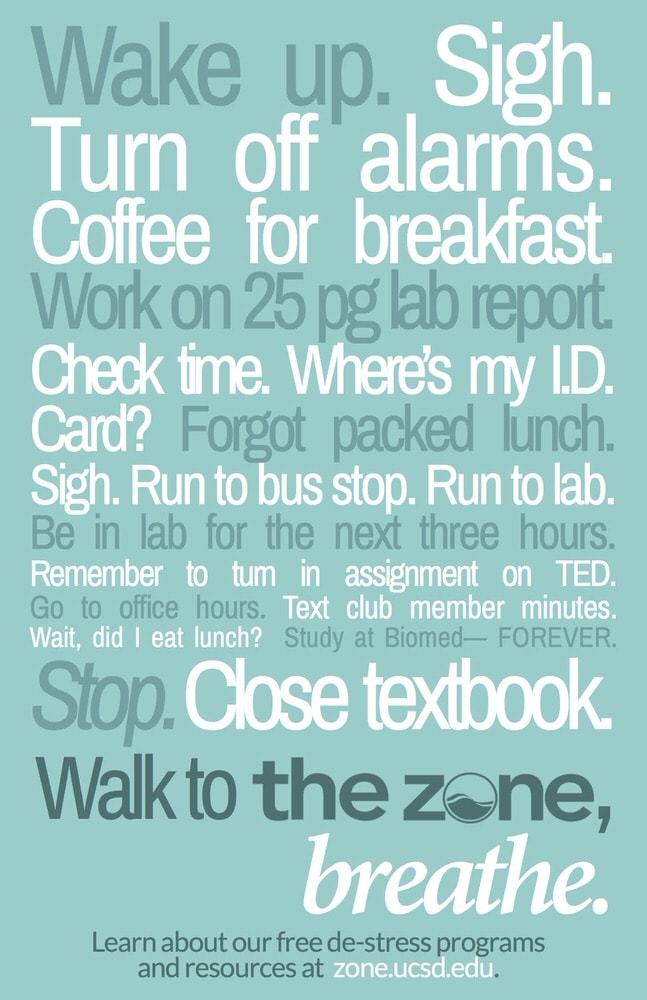 Wake up. Sigh.
Turn off alarms.
Coffee for breakfast.
Work on 25 pg lab report.
Check time. Where's my I.D.
Card? Forgot packed lunch.
Sigh. Run to bus stop. Run to lab.
Be in lab for the next three hours.
Remember to turn in assignment on TED.
Go to office hours. Text club member minutes.
Wait, did I eat lunch? Study at Biomed— FOREVER.
Stop. Close textbook.
Walk to the zone,
breathe.
Learn about our free de-stress programs
and resources at zone.ucsd.edu.